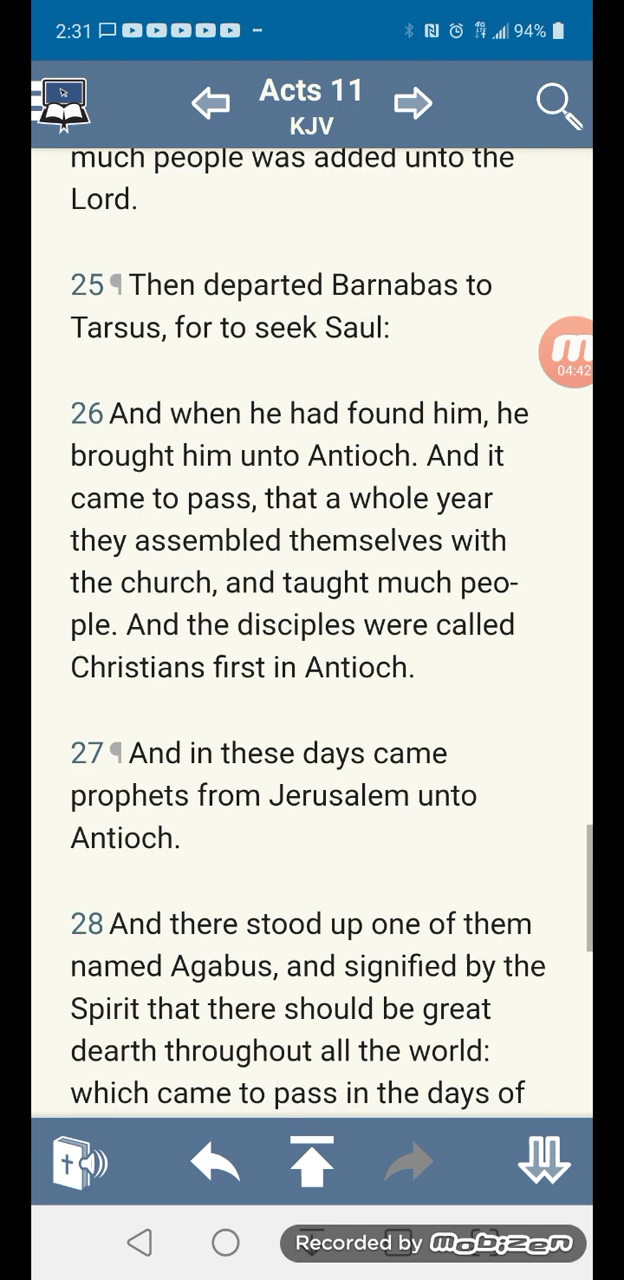 2:31 94%
Acts 11
KJV
much people was added unto the
Lord.
25 ¶ Then departed Barnabas to
Tarsus, for to seek Saul:
04:42
26 And when he had found him, he
brought him unto Antioch. And it
came to pass, that a whole year
they assembled themselves with
the church, and taught much peo-
ple. And the disciples were called
Christians first in Antioch.
27 ¶ And in these days came
prophets from Jerusalem unto
Antioch.
28 And there stood up one of them
named Agabus, and signified by the
Spirit that there should be great
dearth throughout all the world:
which came to pass in the days of
Recorded by mobizen